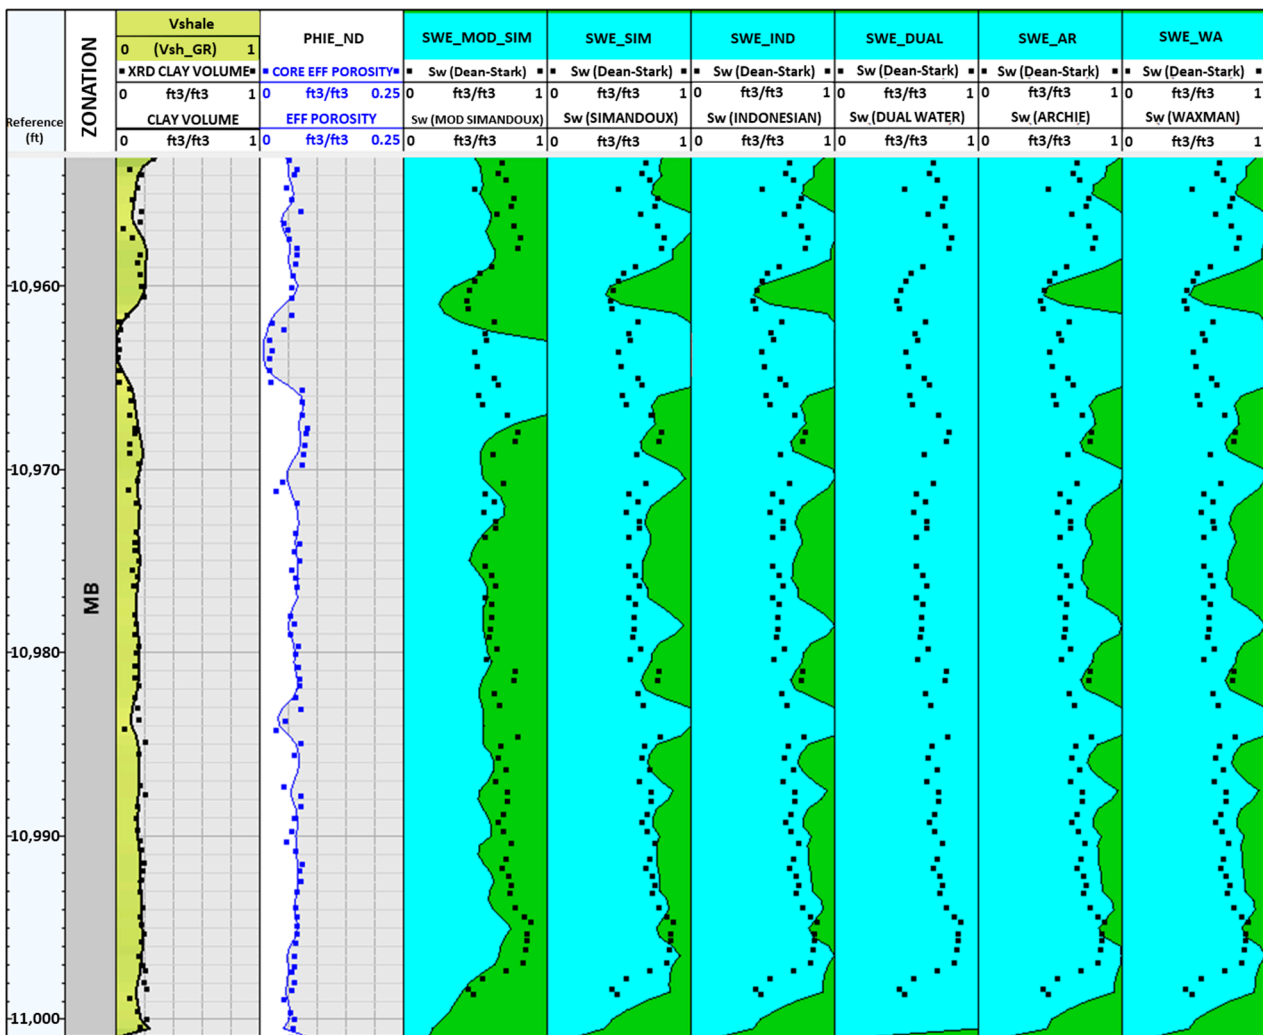 Vshale
0 (Vsh_GR) 1
XRD CLAY VOLUME
0 ft3/ft3 1
CLAY VOLUME
0 ft3/ft3 1
PHIE_ND
CORE EFF POROSITY
0 ft3/ft3 0.25
EFF POROSITY
0 ft3/ft3 0.25
SWE_MOD_SIM
Sw (Dean-Stark)
0 ft3/ft3 1
Sw (MOD SIMANDOUX)
0 ft3/ft3 1
SWE_SIM
Sw (Dean-Stark)
0 ft3/ft3 1
Sw (SIMANDOUX)
0 ft3/ft3 1
SWE_IND
Sw (Dean-Stark)
0 ft3/ft3 1
Sw (INDONESIAN)
0 ft3/ft3 1
SWE_DUAL
Sw (Dean-Stark)
0 ft3/ft3 1
Sw (DUAL WATER)
0 ft3/ft3 1
SWE_AR
Sw (Dean-Stark)
0 ft3/ft3 1
Sw (ARCHIE)
0 ft3/ft3 1
SWE_WA
Sw (Dean-Stark)
0 ft3/ft3 1
Sw (WAXMAN)
0 ft3/ft3 1
Reference
(ft)
ZONATION
10,960
10,970
10,980
10,990
11,000
MB